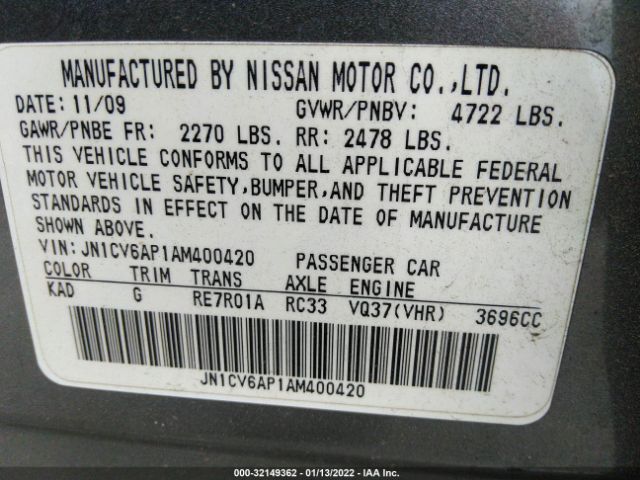 MANUFACTURED BY NISSAN MOTOR CO.,LTD.
DATE: 11/09 GVWR/PNBV: 4722 LBS.
GAWR/PNBE FR: 2270 LBS. RR: 2478 LBS.
THIS VEHICLE CONFORMS TO ALL APPLICABLE FEDERAL
MOTOR VEHICLE SAFETY,BUMPER,AND THEFT PREVENTION
STANDARDS IN EFFECT ON THE DATE OF MANUFACTURE
SHOWN ABOVE.
VIN: JN1CV6AP1AM400420 PASSENGER CAR
COLOR TRIM TRANS AXLE ENGINE
KAD G RE7R01A RC33 VQ37(VHR) 3696CC
JN1CV6AP1AM400420
000-32149362 - 01/13/2022 - IAA Inc.